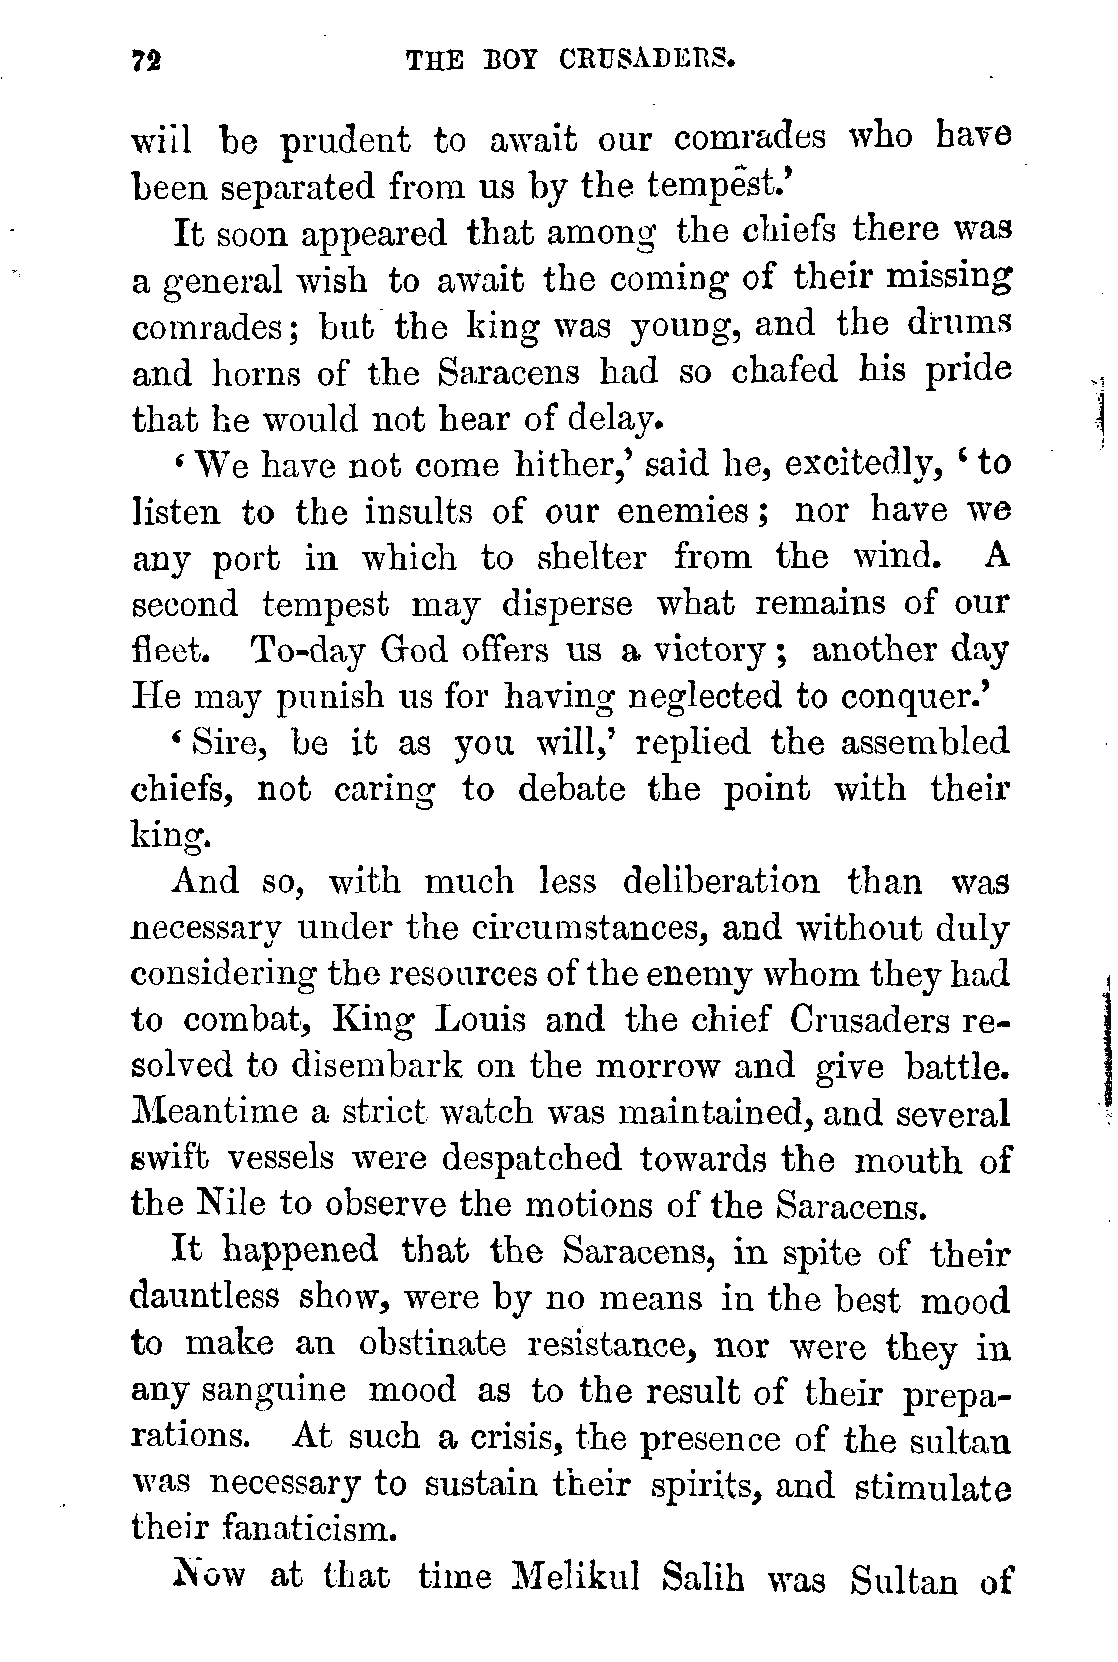 72 THE BOY CRUSADERS.
will be prudent to await our comrades who have
been separated from us by the tempest.’
It soon appeared that among the chiefs there was
a general wish to await the coming of their missing
comrades; but the king was young, and the drums
and horns of the Saracens had so chafed his pride
that he would not hear of delay.
‘ We have not come hither,’ said he, excitedly, ‘ to
listen to the insults of our enemies ; nor have we
any port in which to shelter from the wind. A
second tempest may disperse what remains of our
fleet. To-day God offers us a victory ; another day
He may punish us for having neglected to conquer.’
‘ Sire, be it as you will,’ replied the assembled
chiefs, not caring to debate the point with their
king.
And so, with much less deliberation than was
necessary under the circumstances, and without duly
considering the resources of the enemy whom they had
to combat, King Louis and the chief Crusaders re-
solved to disembark on the morrow and give battle.
Meantime a strict watch was maintained, and several
swift vessels were despatched towards the mouth of
the Nile to observe the motions of the Saracens.
It happened that the Saracens, in spite of their
dauntless show, were by no means in the best mood
to make an obstinate resistance, nor were they in
any sanguine mood as to the result of their prepa-
rations. At such a crisis, the presence of the sultan
was necessary to sustain their spirits, and stimulate
their fanaticism.
Now at that time Melikul Salih was Sultan of